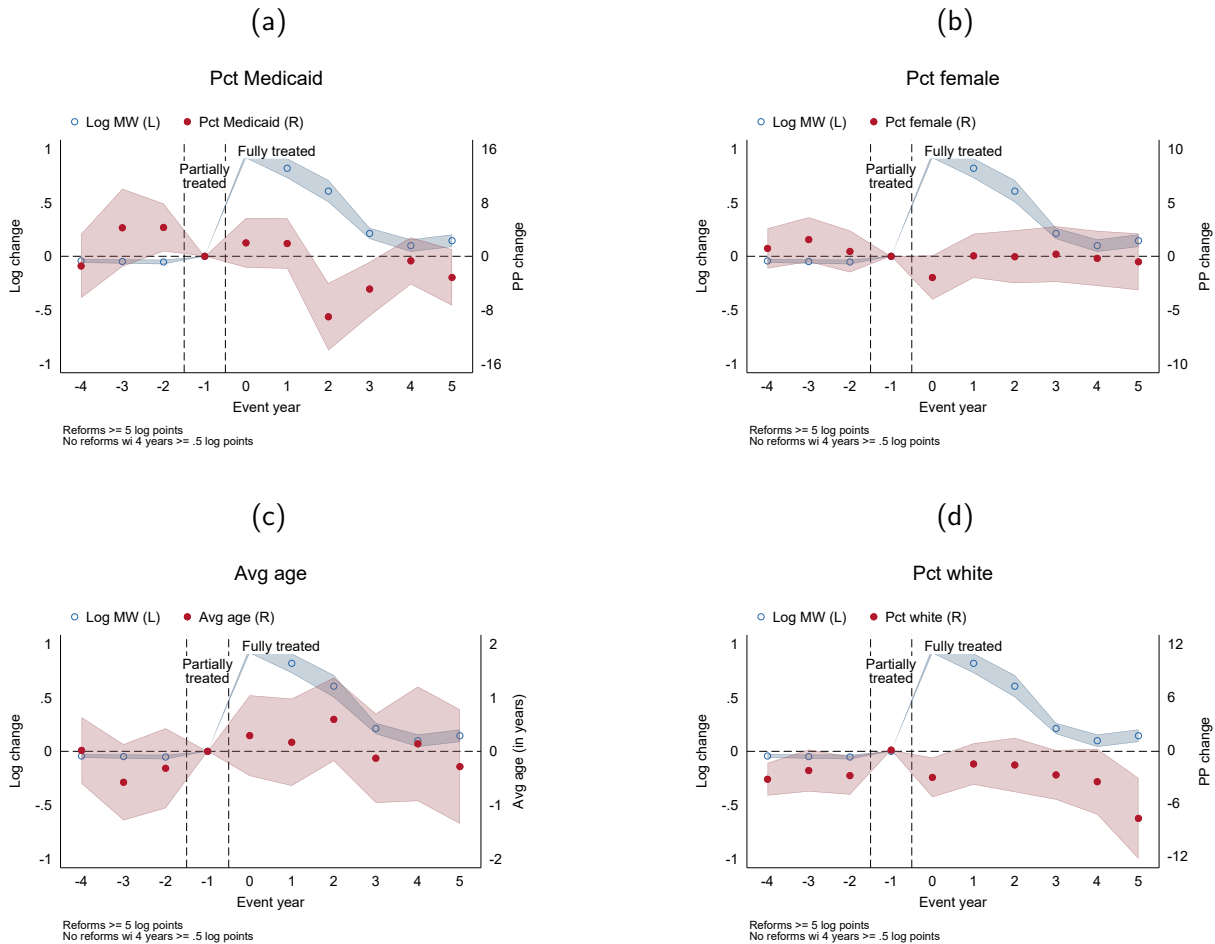 (a)
Pct Medicaid
Log MW (L) Pct Medicaid (R)
Fully treated
Partially
treated
1
.5
0
-.5
-1
Log change
16
8
0
-8
-16
PP change
-4 -3 -2 -1 0 1 2 3 4 5
Event year
Reforms >= 5 log points
No reforms wi 4 years >= .5 log points
(b)
Pct female
Log MW (L) Pct female (R)
Fully treated
Partially
treated
1
.5
0
-.5
-1
Log change
10
5
0
-5
-10
PP change
-4 -3 -2 -1 0 1 2 3 4 5
Event year
Reforms >= 5 log points
No reforms wi 4 years >= .5 log points
(c)
Avg age
Log MW (L) Avg age (R)
Fully treated
Partially
treated
1
.5
0
-.5
-1
Log change
2
1
0
-1
-2
Avg age (in years)
-4 -3 -2 -1 0 1 2 3 4 5
Event year
Reforms >= 5 log points
No reforms wi 4 years >= .5 log points
(d)
Pct white
Log MW (L) Pct white (R)
Fully treated
Partially
treated
1
.5
0
-.5
-1
Log change
12
6
0
-6
-12
PP change
-4 -3 -2 -1 0 1 2 3 4 5
Event year
Reforms >= 5 log points
No reforms wi 4 years >= .5 log points